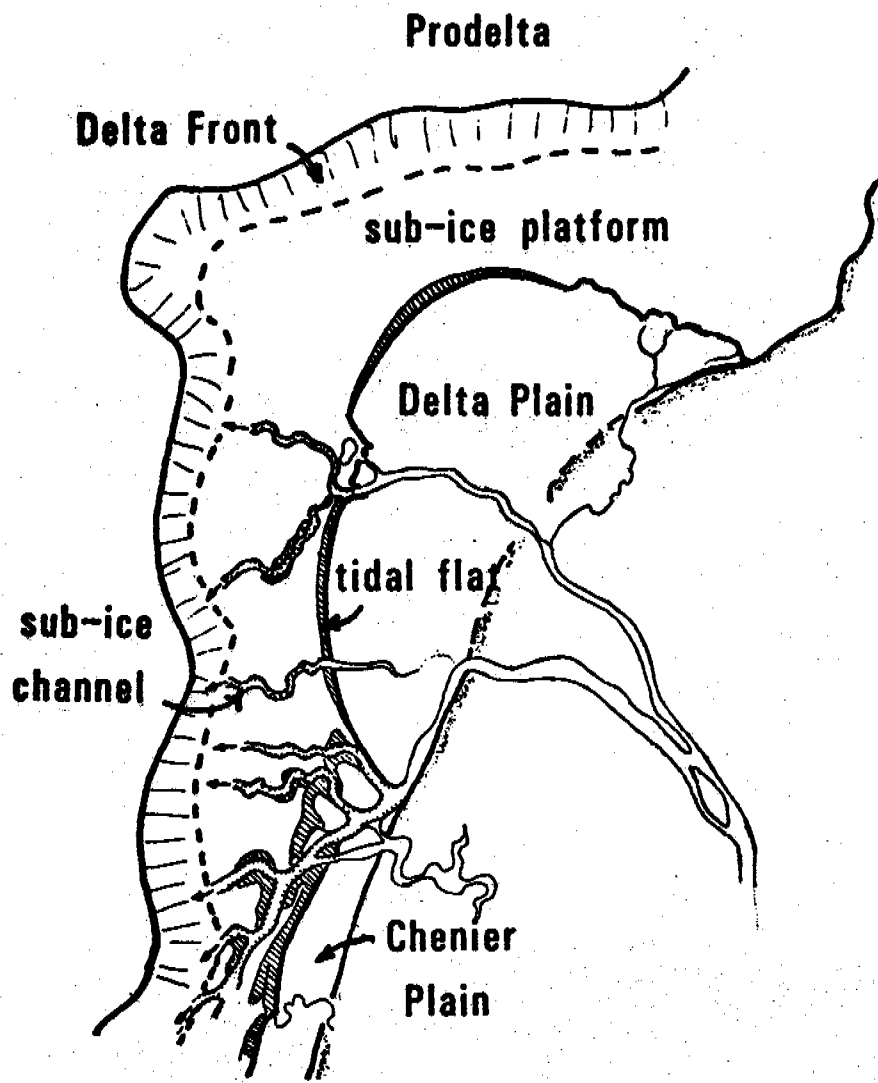 Prodelta
Delta Front
sub-ice platform
Delta Plain
tidal flat
sub-ice
channel
Chenier
Plain